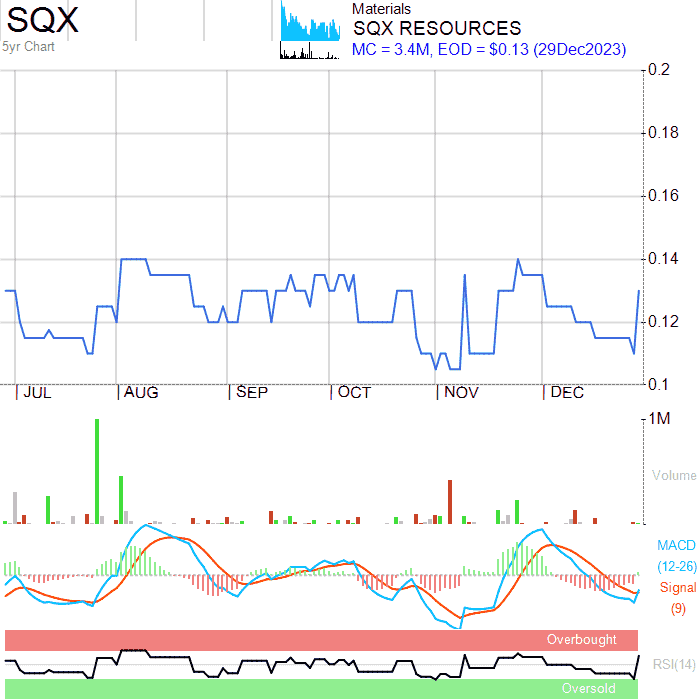 SQX
5yr Chart
Materials
SQX RESOURCES
MC = 3.4M, EOD = $0.13 (29Dec2023)
0.2
0.18
0.16
0.14
0.12
0.1
JUL AUG SEP OCT NOV DEC
1M
Volume
MACD
(12-26)
Signal
(9)
Overbought
RSI(14)
Oversold